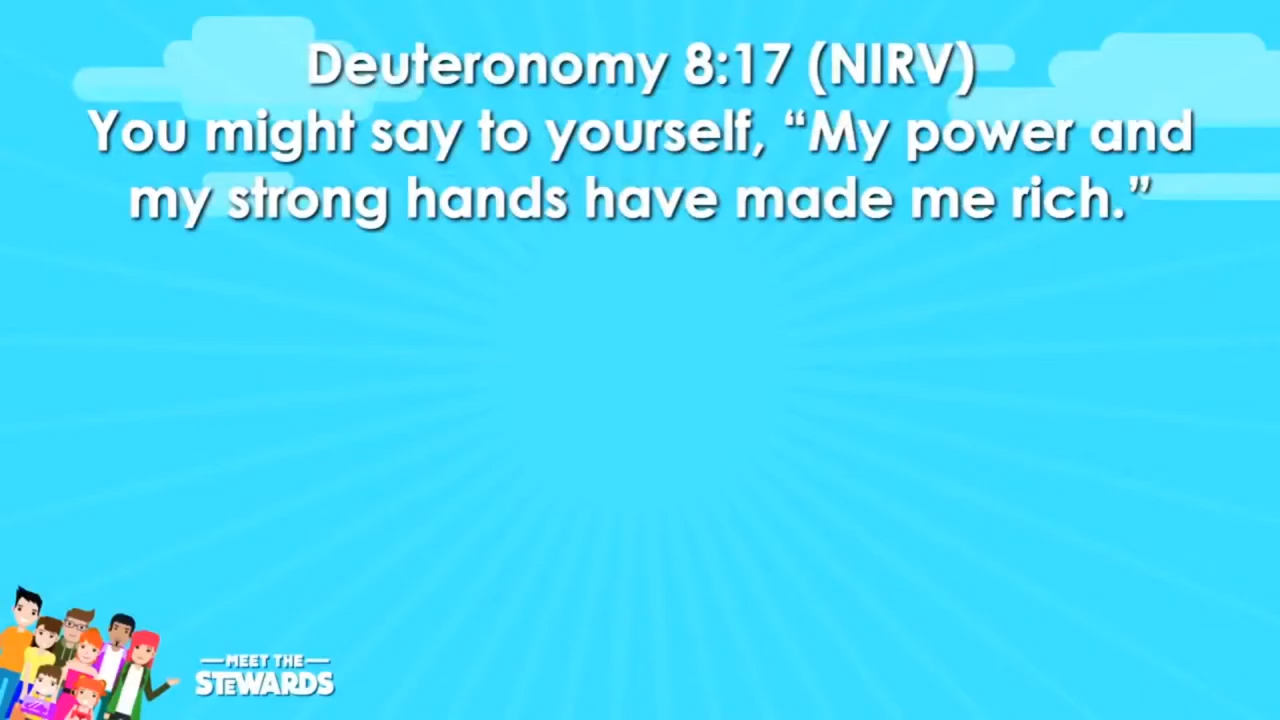 Deuteronomy 8:17 (NIRV)
You might say to yourself, “My power and
my strong hands have made me rich.”
MEET THE
STEWARDS